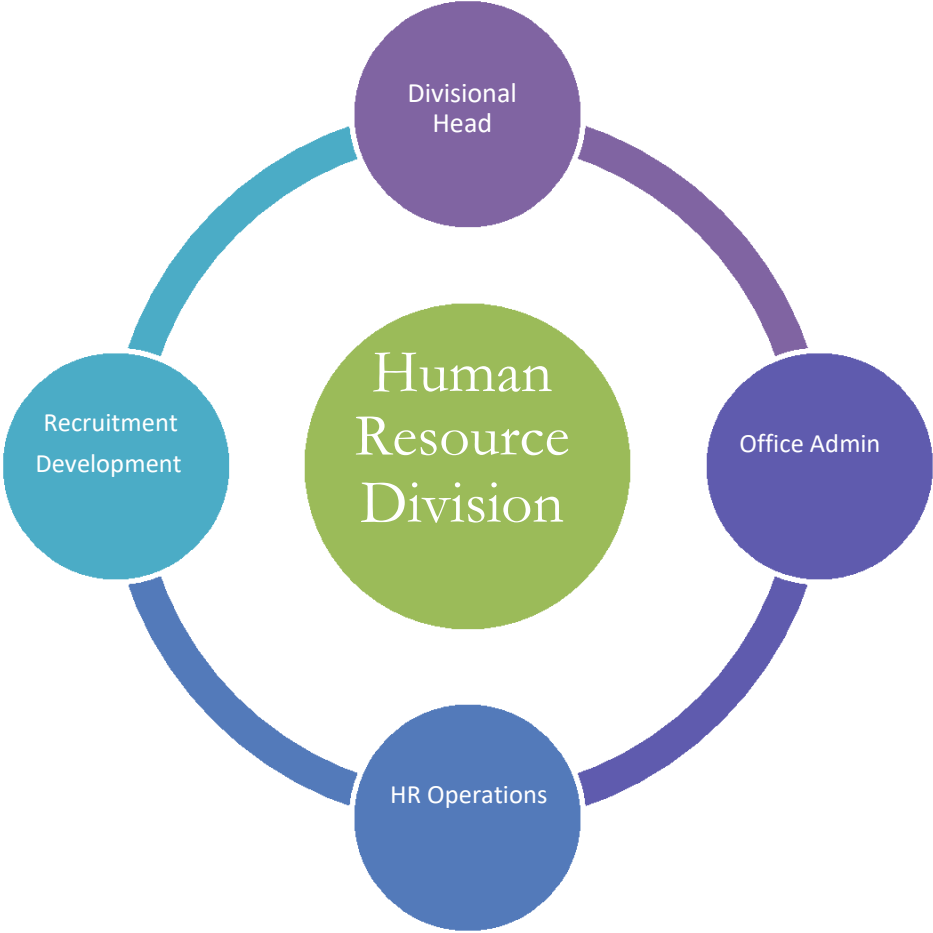 Divisional
Head
Human
Resource
Division
Recruitment
Development
Office Admin
HR Operations